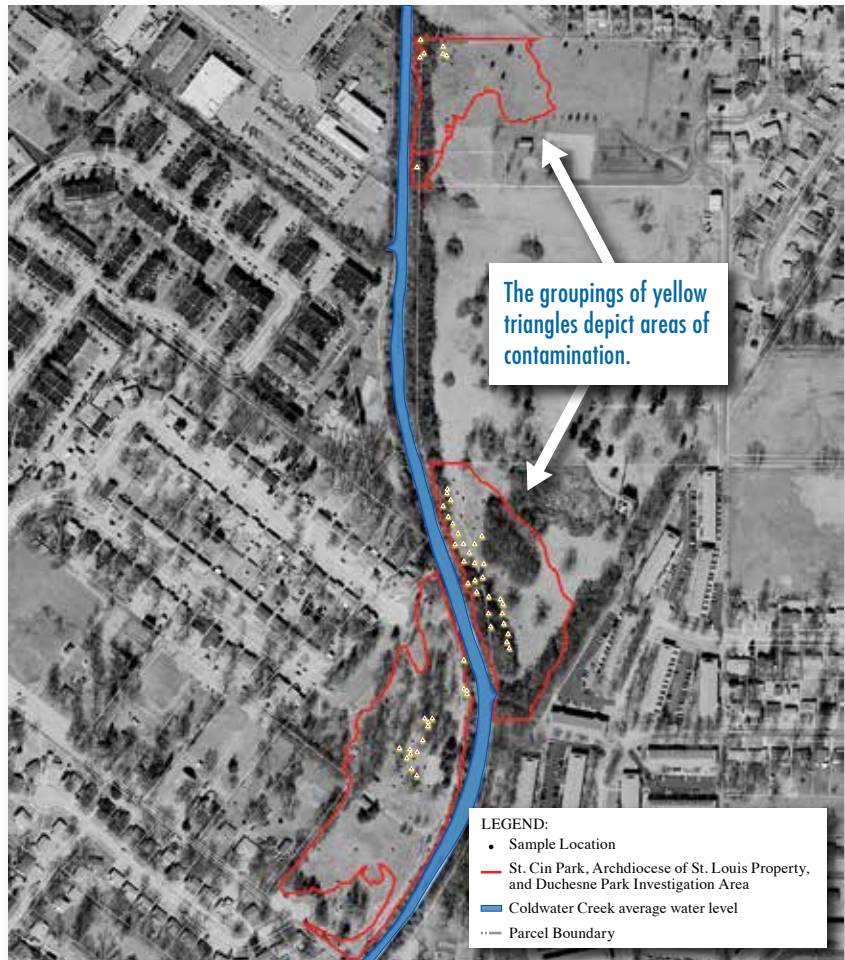 The groupings of yellow
triangles depict areas of
contamination.
LEGEND:
Sample Location
St. Cin Park, Archdiocese of St. Louis Property,
and Duchesne Park Investigation Area
Coldwater Creek average water level
Parcel Boundary